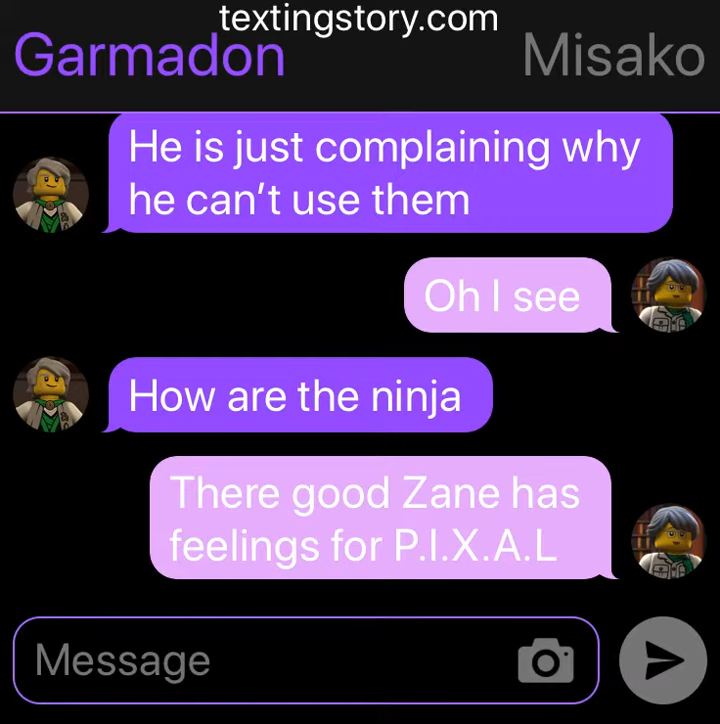 textingstory.com
Garmadon Misako
He is just complaining why
he can't use them
Oh I see
How are the ninja
There good Zane has
feelings for P.I.X.A.L
Message